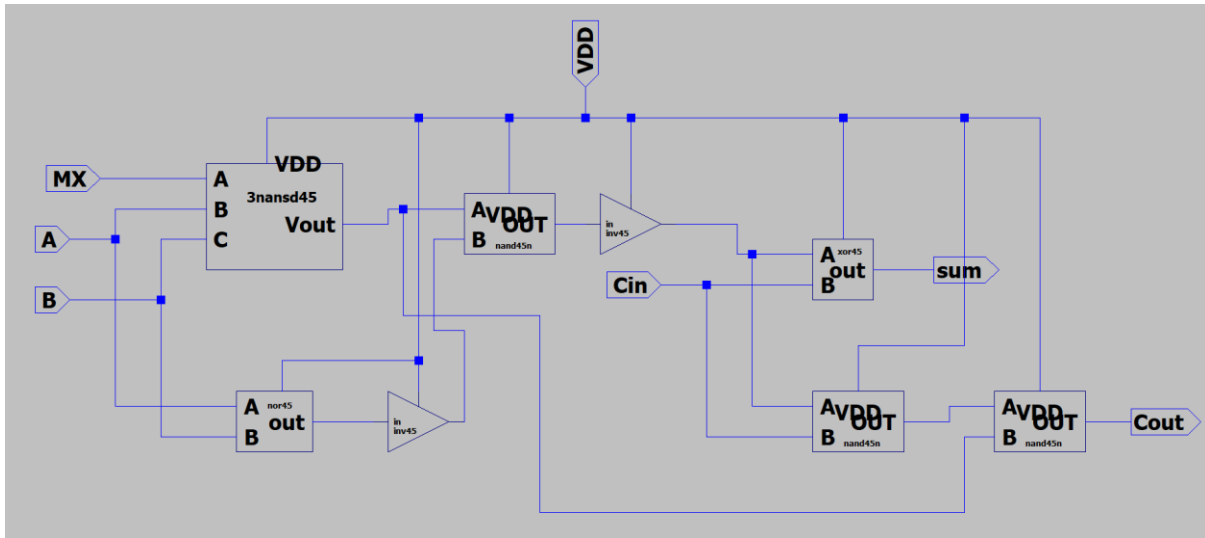 VDD
MX
A
B
A
B
C
VDD
3nansd45
Vout
A
B
VDD
OUT
nand45n
in
inv45
Cin
A
B
xor45
out
sum
A
B
nor45
out
in
inv45
A
B
VDD
OUT
nand45n
A
B
VDD
OUT
nand45n
Cout